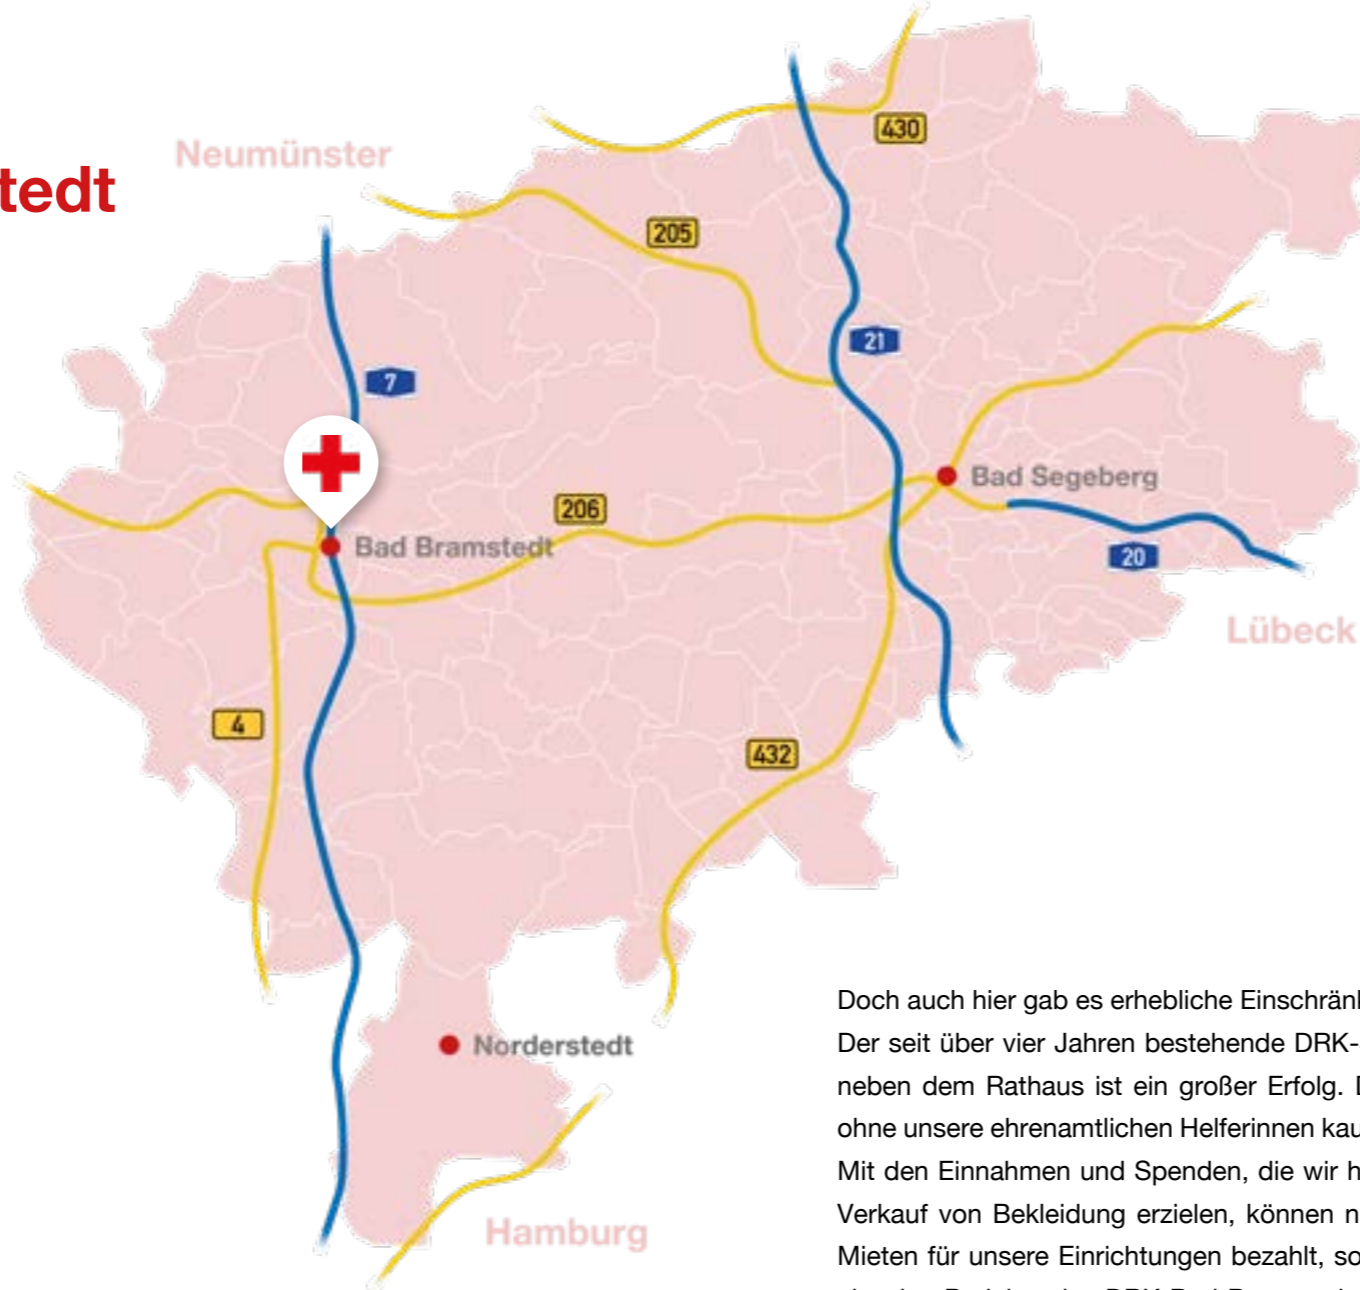 tedt
Neumünster
430
205
21
7
Bad Segeberg
206
Bad Bramstedt
20
Lübeck
4
432
Norderstedt
Hamburg
Doch auch hier gab es erhebliche
Der seit über vier Jahren bestehende DRK-
neben dem Rathaus ist ein großer Erfolg.
ohne unsere ehrenamtlichen Helferinnen
Mit den Einnahmen und Spenden, die wir
Verkauf von Bekleidung erzielen, können
Mieten für unsere Einrichtungen bezahlt,